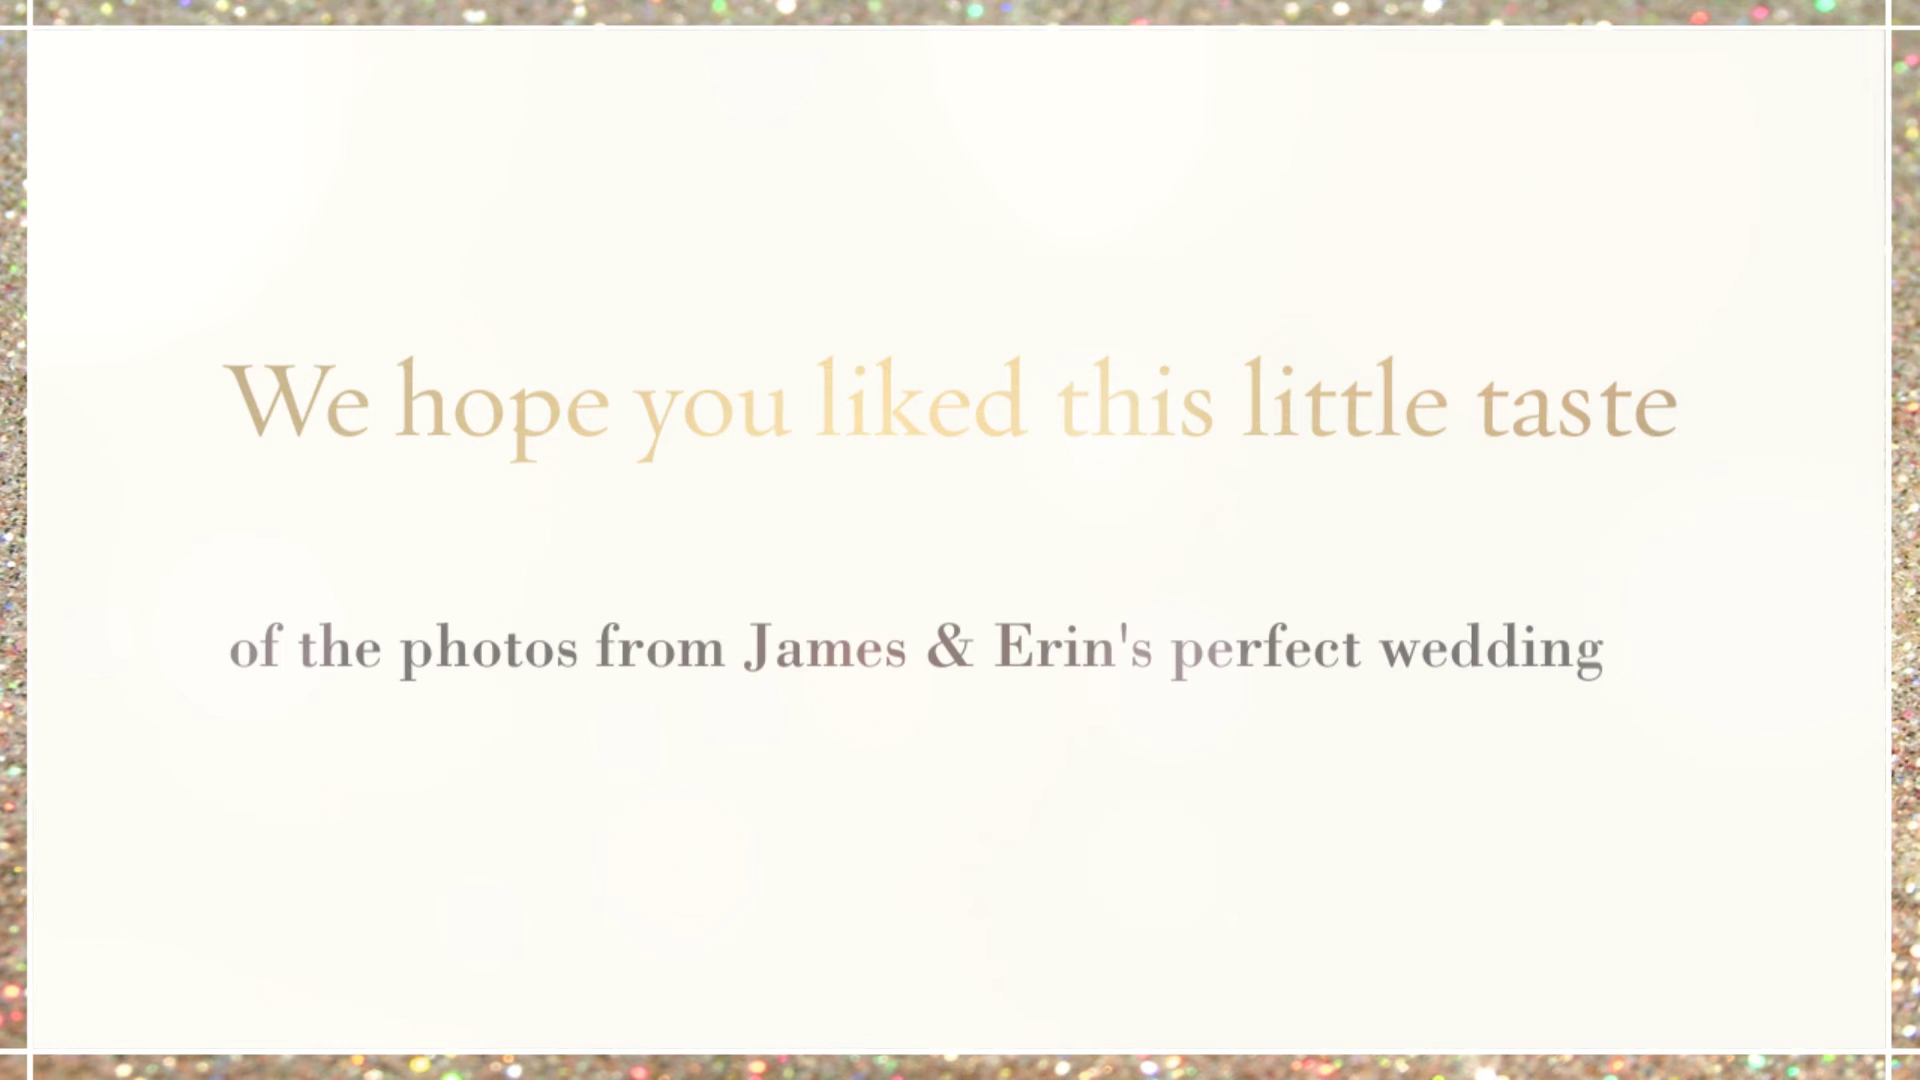 We hope you liked this little taste
of the photos from James & Erin's perfect wedding